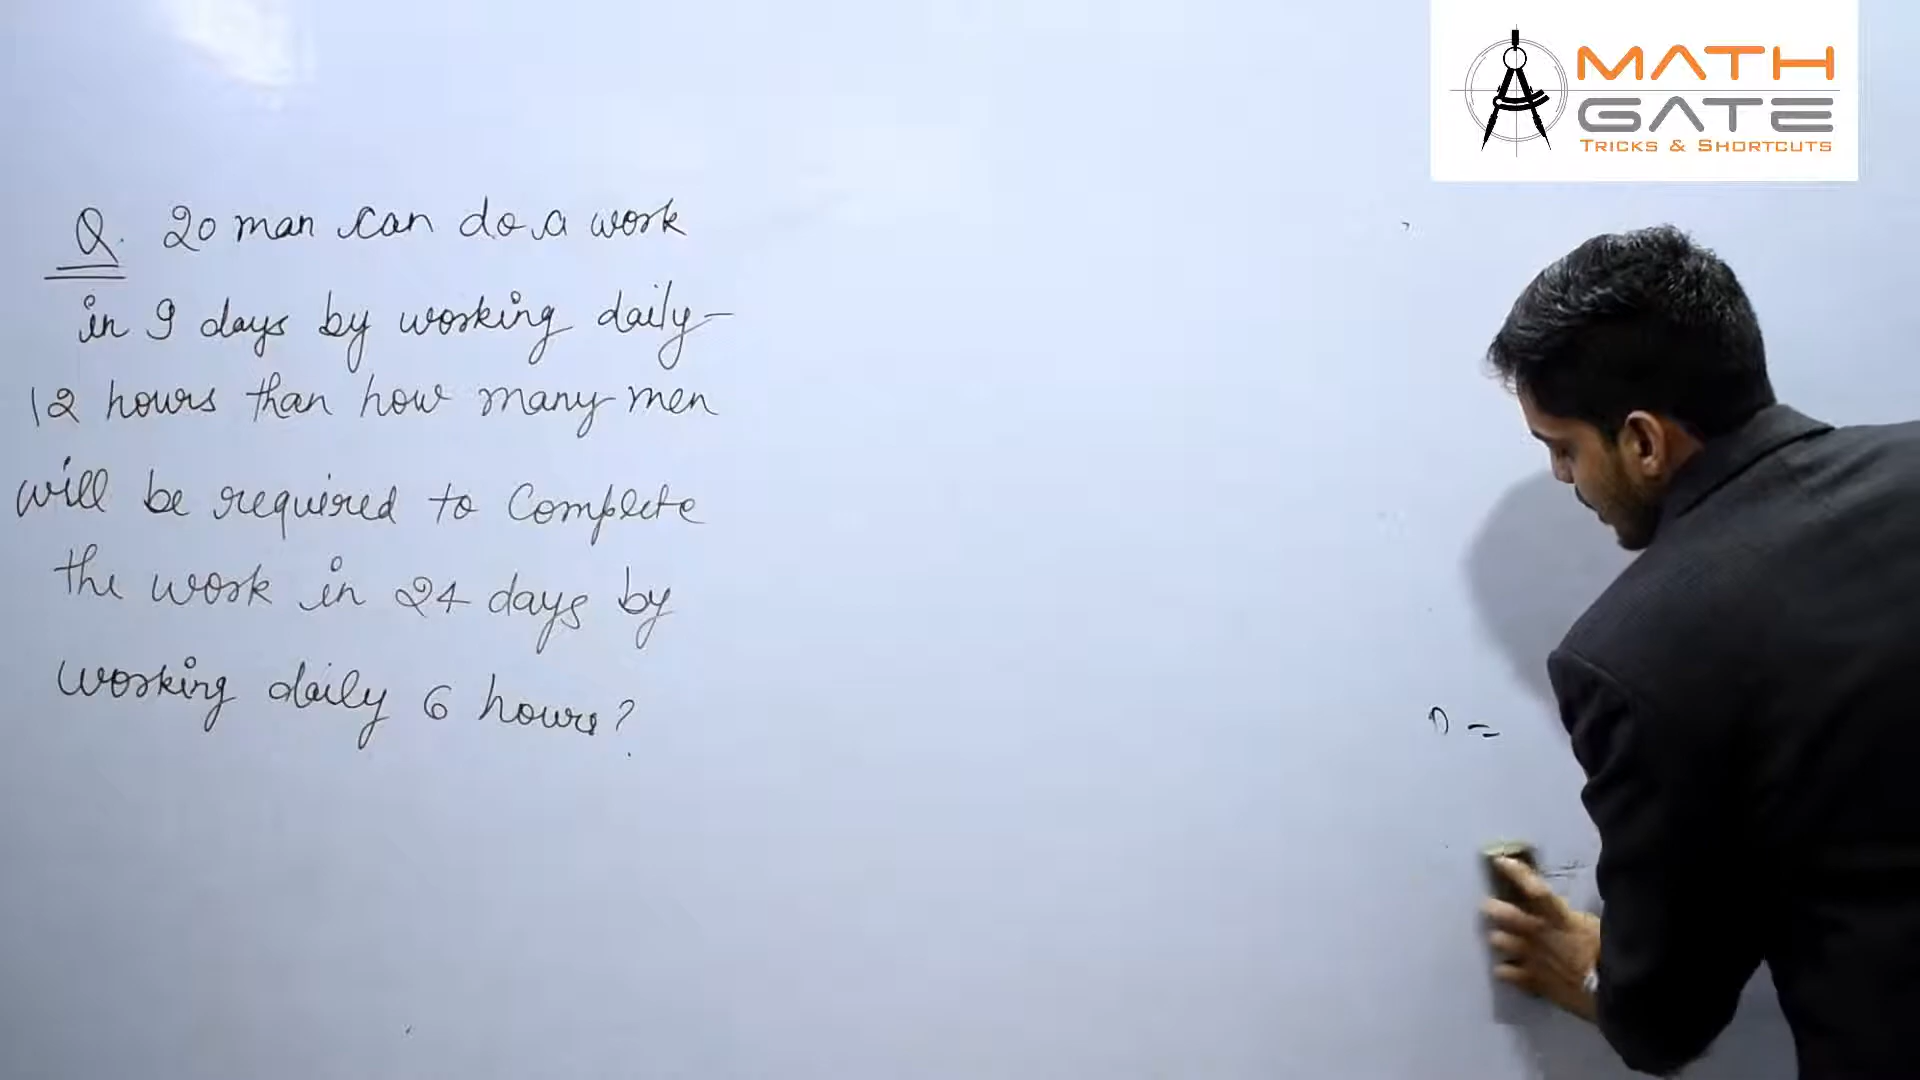 MATH
GATE
TRICKS & SHORTCUTS
Q. 20 man can do a work
in 9 days by working daily
12 hours than how many men
will be required to complete
the work in 24 days by
working daily 6 hours?
=